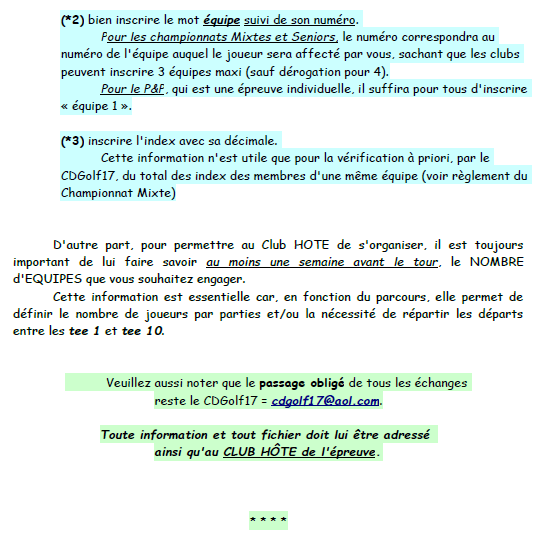 (*2) bien inscrire le mot équipe suivi de son numéro.
Pour les championnats Mixtes et Seniors, le numéro correspondra au
numéro de l'équipe auquel le joueur sera affecté par vous, sachant que les clubs
peuvent inscrire 3 équipes maxi (sauf dérogation pour 4).
Pour le P&P, qui est une épreuve individuelle, il suffira pour tous d'inscrire
« équipe 1 ».
(*3) inscrire l'index avec sa décimale.
Cette information n'est utile que pour la vérification à priori, par le
CDGolf17, du total des index des membres d'une même équipe (voir règlement du
Championnat Mixte)
D'autre part, pour permettre au Club HOTE de s'organiser, il est toujours
important de lui faire savoir au moins une semaine avant le tour, le NOMBRE
d'EQUIPES que vous souhaitez engager.
Cette information est essentielle car, en fonction du parcours, elle permet de
définir le nombre de joueurs par parties et/ou la nécessité de répartir les départs
entre les tee 1 et tee 10.
Veuillez aussi noter que le passage obligé de tous les échanges
reste le CDGolf17 = cdgolf17@aol.com.
Toute information et tout fichier doit lui être adressé
ainsi qu'au CLUB HÔTE de l'épreuve.
* * * *